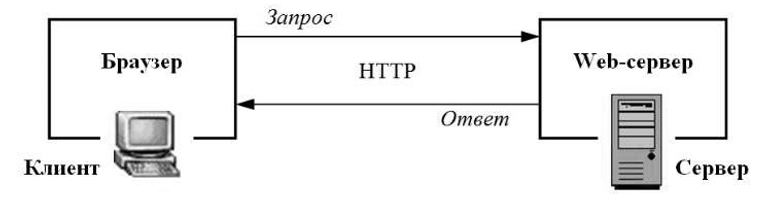 Запрос
Браузер
HTTP
Web-сервер
Ответ
Клиент
Сервер